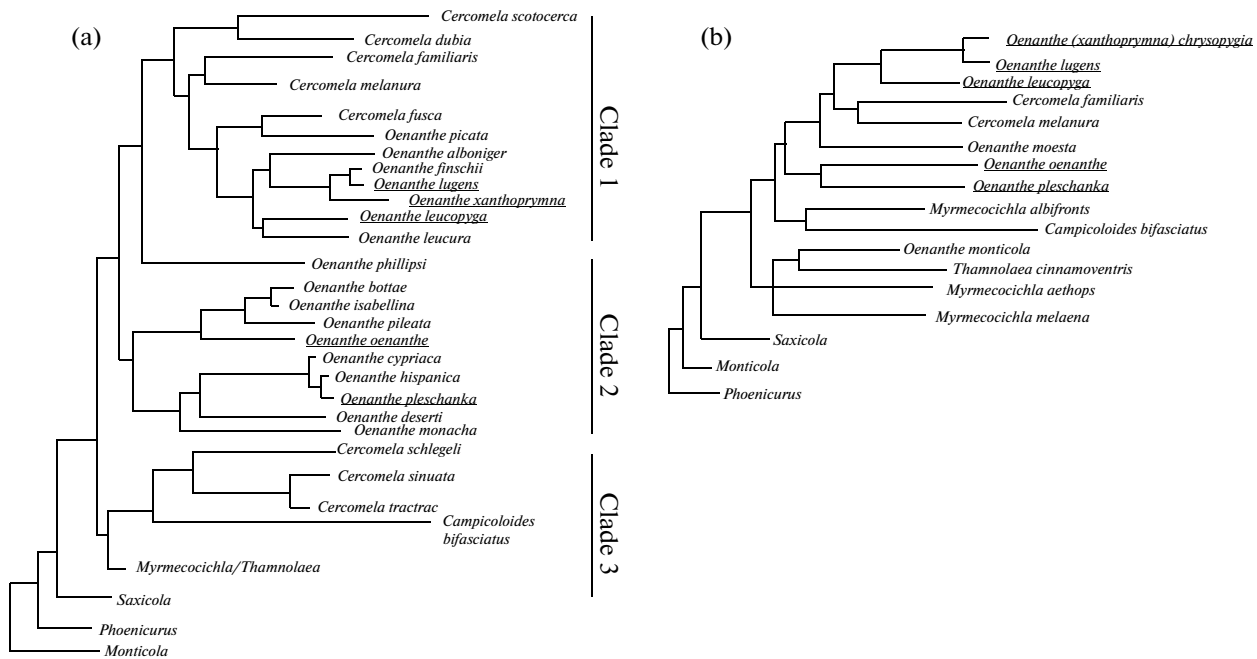 (a)
Cercomela scotocerca
Cercomela dubia
Cercomela familiaris
Cercomela melanura
Cercomela fusca
Oenanthe picata
Oenanthe alboniger
Oenanthe finschii
Oenanthe lugens
Oenanthe xanthoprymna
Oenanthe leucopyga
Oenanthe leucura
Clade 1
Oenanthe phillipsi
Oenanthe bottae
Oenanthe isabellina
Oenanthe pileata
Oenanthe oenanthe
Oenanthe cypriaca
Oenanthe hispanica
Oenanthe pleschanka
Oenanthe deserti
Oenanthe monacha
Clade 2
Cercomela schlegeli
Cercomela sinuata
Cercomela tractrac
Campicoloides
bifasciatus
Myrmecocichla/Thamnolaea
Clade 3
Saxicola
Phoenicurus
Monticola
(b)
Oenanthe (xanthoprymna) chrysopygia
Oenanthe lugens
Oenanthe leucopyga
Cercomela familiaris
Cercomela melanura
Oenanthe moesta
Oenanthe oenanthe
Oenanthe pleschanka
Myrmecocichla albifronts
Campicoloides bifasciatus
Oenanthe monticola
Thamnolaea cinnamoventris
Myrmecocichla aethops
Myrmecocichla melaena
Saxicola
Monticola
Phoenicurus